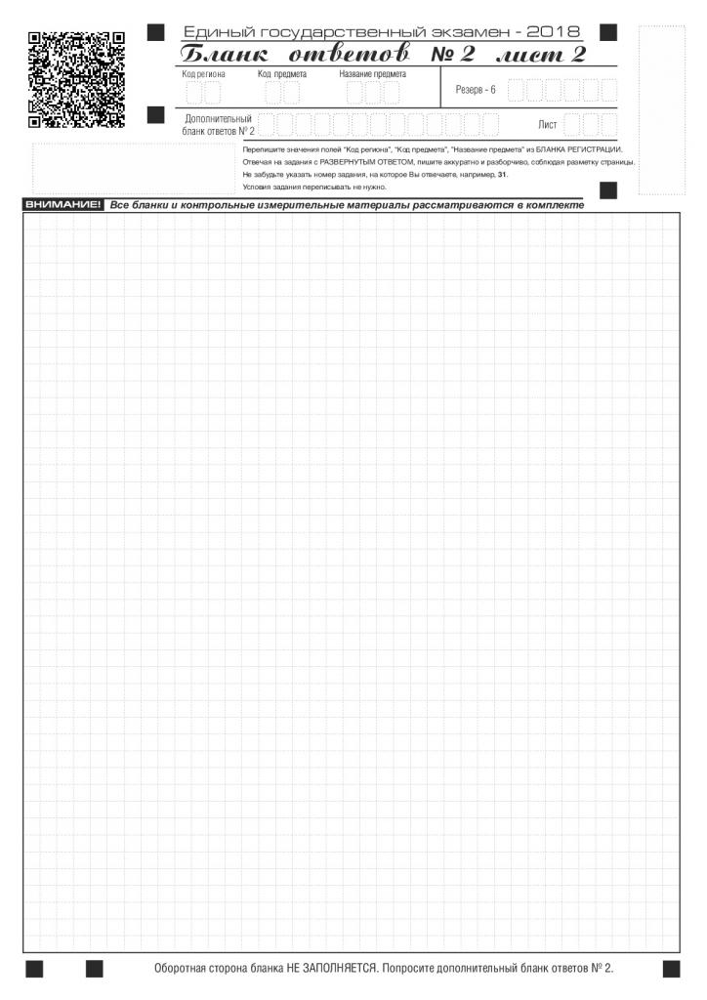 Единый государственный экзамен - 2018
Бланк ответов № 2 лист 2
Код региона Код предмета Название предмета
Резерв - 6
Дополнительный
бланк ответов № 2
Лист
Перепишите значения полей "Код региона", "Код предмета", "Название предмета" из БЛАНКА РЕГИСТРАЦИИ.
Отвечая на задания с РАЗВЕРНУТЫМ ОТВЕТОМ, пишите аккуратно и разборчиво, соблюдая разметку страницы.
Не забудьте указать номер задания, на которое Вы отвечаете, например, 31.
Условия задания переписывать не нужно.
ВНИМАНИЕ! Все бланки и контрольные измерительные материалы рассматриваются в комплекте
Оборотная сторона бланка НЕ ЗАПОЛНЯЕТСЯ. Попросите дополнительный бланк ответов № 2.